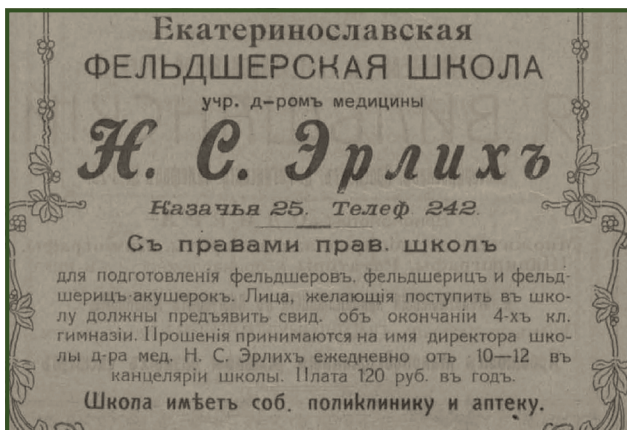 Екатеринославская
ФЕЛЬДШЕРСКАЯ ШКОЛА
учр. д-ромъ медицины
Н. С. Эрлихъ
Казачья 25. Телеф 242.
Съ правами прав. школъ
для подготовленія фельдшеровъ, фельдшерицъ и фельд-
шерицъ-акушерокъ. Лица, желающія поступить въ шко-
лу должны предъявить свид. объ окончаніи 4-хъ кл.
гимназіи. Прошенія принимаются на имя директора шко-
лы д-ра мед. Н. С. Эрлихъ ежедневно отъ 10—12 въ
канцеляріи школы. Плата 120 руб. въ годъ.
Школа имѣетъ соб. поликлинику и аптеку.